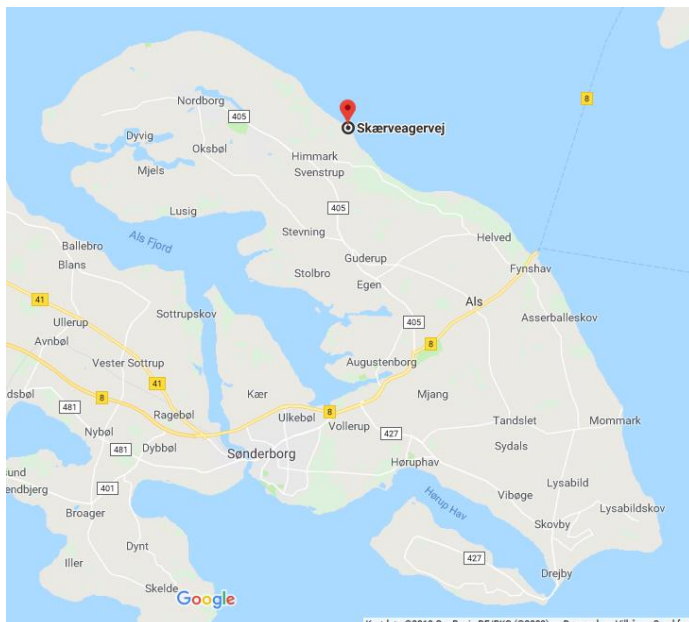 8
Nordborg
405
Skærveagervej
Dyvig
Oksbøl
Himmark
Mjels
Svenstrup
Lusig
405
Stevning
Helved
Als Fjord
Ballebro
Blans
Guderup
Stolbro
Egen
Fynshav
41
Sottrupskov
Als
Ullerup
405
Asserballeskov
Avnbøl
8
Vester Sottrup
Augustenborg
41
8
Kær
Mjang
481
Ragebøl
8
Ulkebøl
Vollerup
Tandslet
Mommark
Nybøl
427
481
Dybbøl
Sønderborg
Sydals
Høruphav
401
Lysabild
Hørup Hav
Vibøge
Broager
Lysabildskov
Skovby
Dynt
427
Iller
Drejby
Skelde
Google